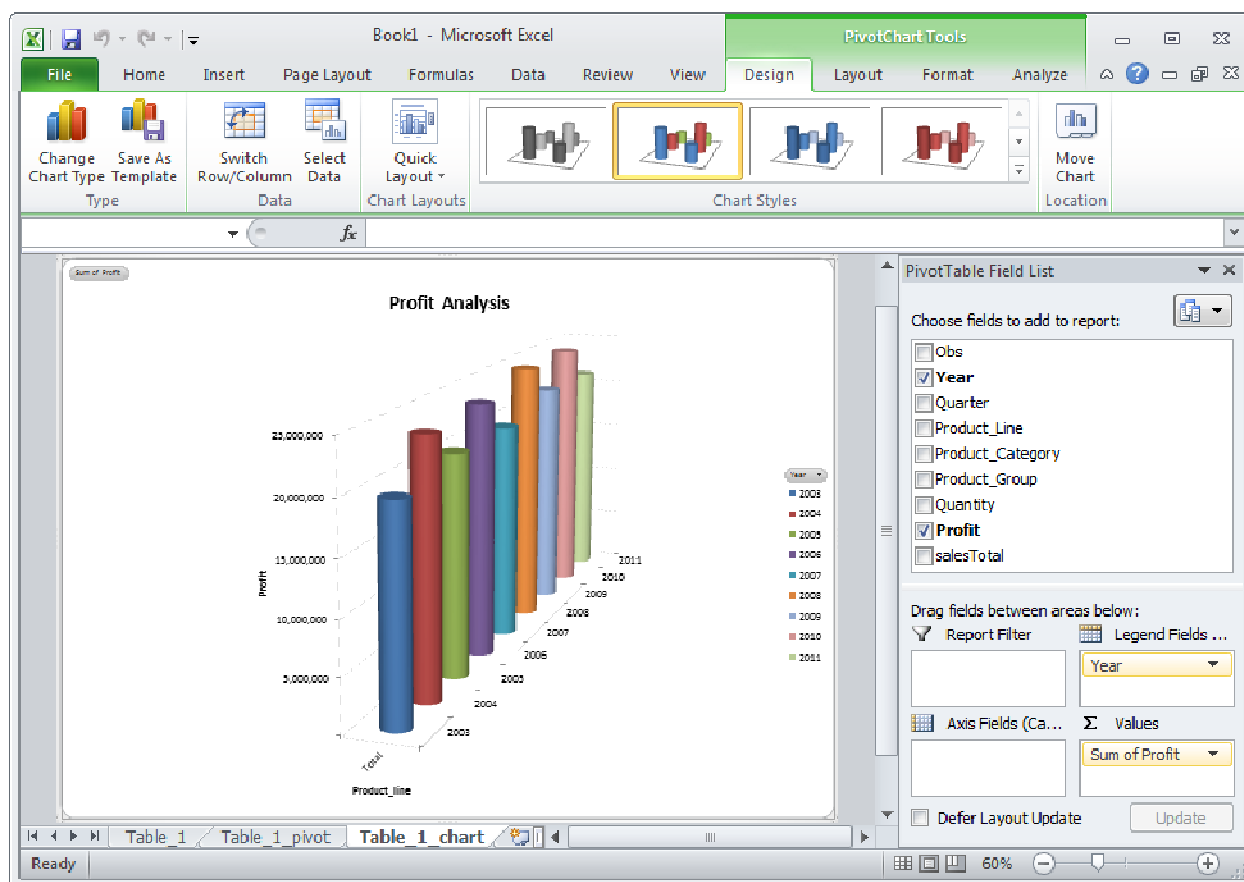 Book1 - Microsoft Excel
PivotChart Tools
File Home Insert Page Layout Formulas Data Review View Design Layout Format Analyze
Change Chart Type
Save As Template
Switch Row/Column
Select Data
Quick Layout
Move Chart
Type
Data
Chart Layouts
Chart Styles
Location
fx
Sum of Profit
Profit Analysis
25,000,000
20,000,000
15,000,000
10,000,000
5,000,000
-
Profit
2003
2004
2005
2006
2007
2008
2009
2010
2011
Total
Product_line
Year
2003
2004
2005
2006
2007
2008
2009
2010
2011
PivotTable Field List
Choose fields to add to report:
Obs
Year
Quarter
Product_Line
Product_Category
Product_Group
Quantity
Profit
salesTotal
Drag fields between areas below:
Report Filter
Legend Fields ...
Year
Axis Fields (Ca...
Σ Values
Sum of Profit
Defer Layout Update
Update
Table_1 Table_1_pivot Table_1_chart
Ready
60%